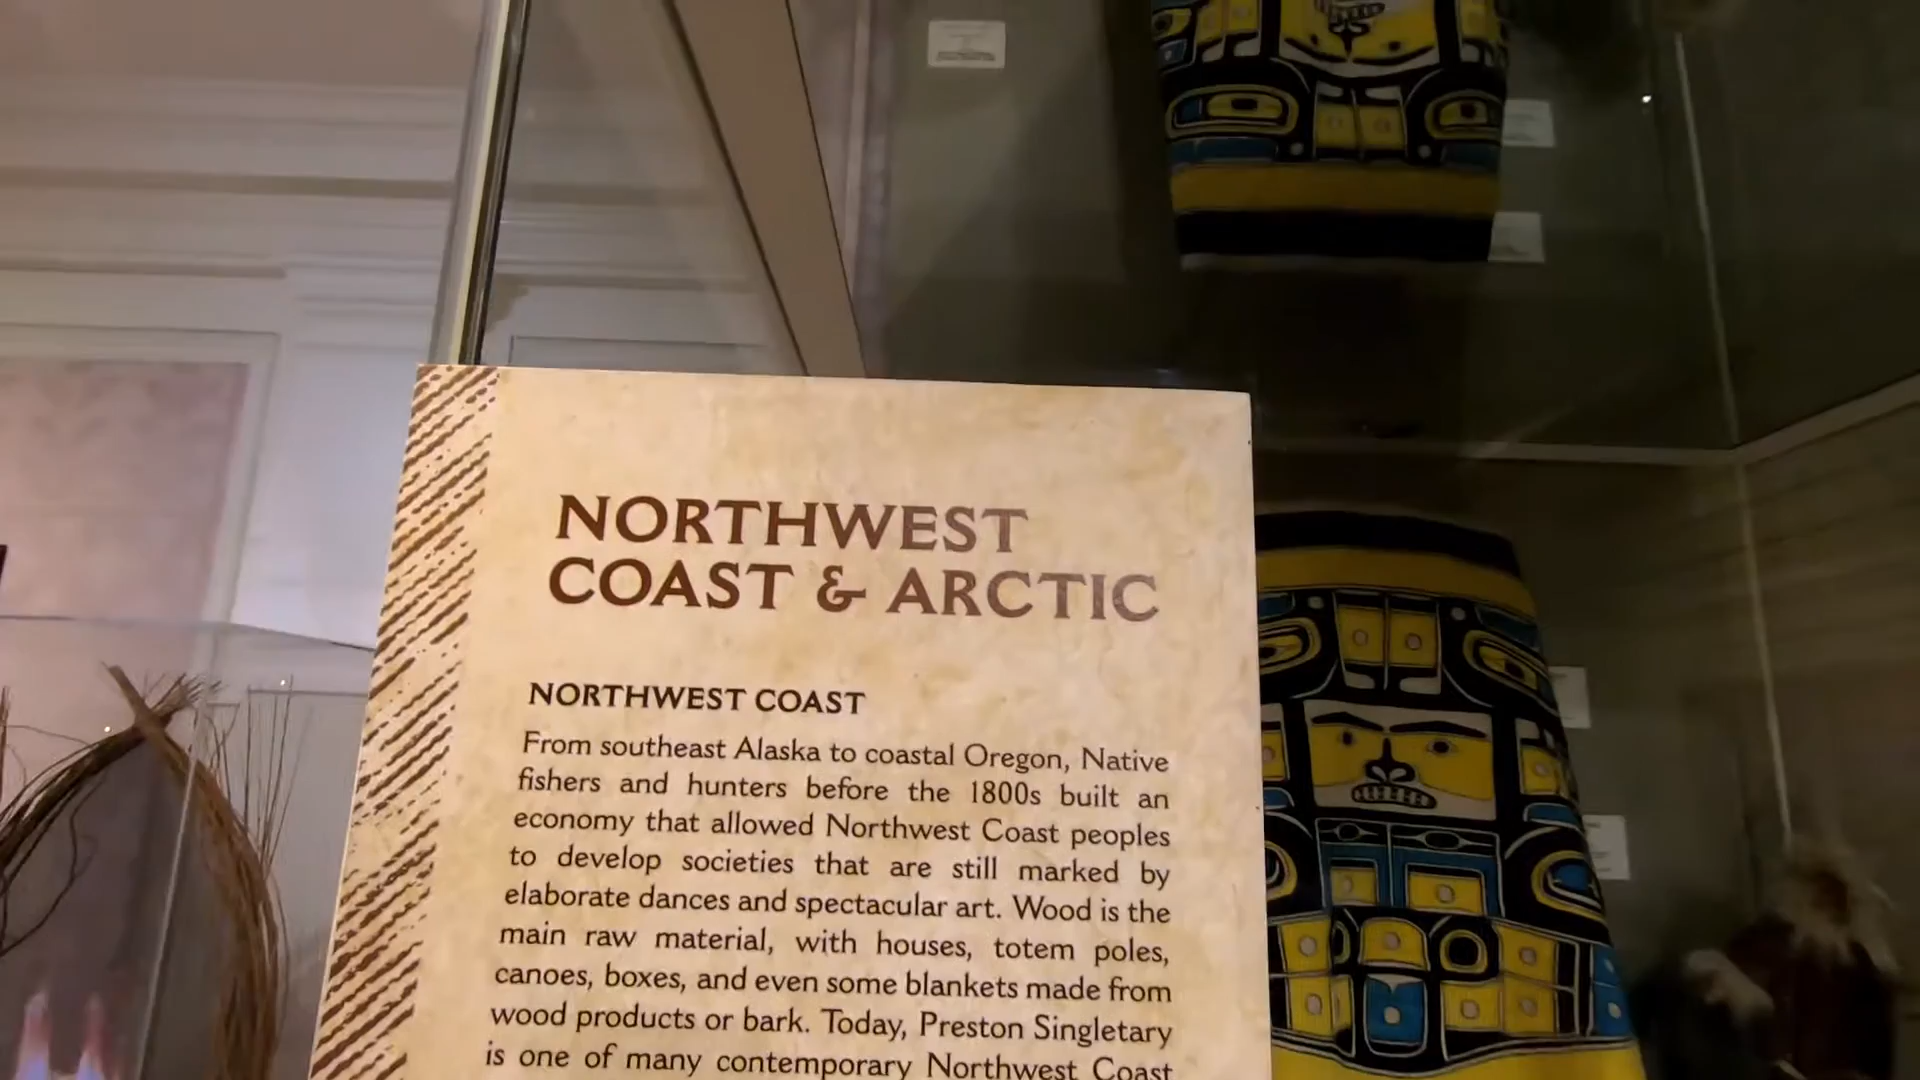 NORTHWEST
COAST & ARCTIC
NORTHWEST COAST
From southeast Alaska to coastal Oregon, Native
fishers and hunters before the 1800s built an
economy that allowed Northwest Coast peoples
to develop societies that are still marked by
elaborate dances and spectacular art. Wood is the
main raw material, with houses, totem poles,
canoes, boxes, and even some blankets made from
wood products or bark. Today, Preston Singletary
is one of many contemporary Northwest Coast